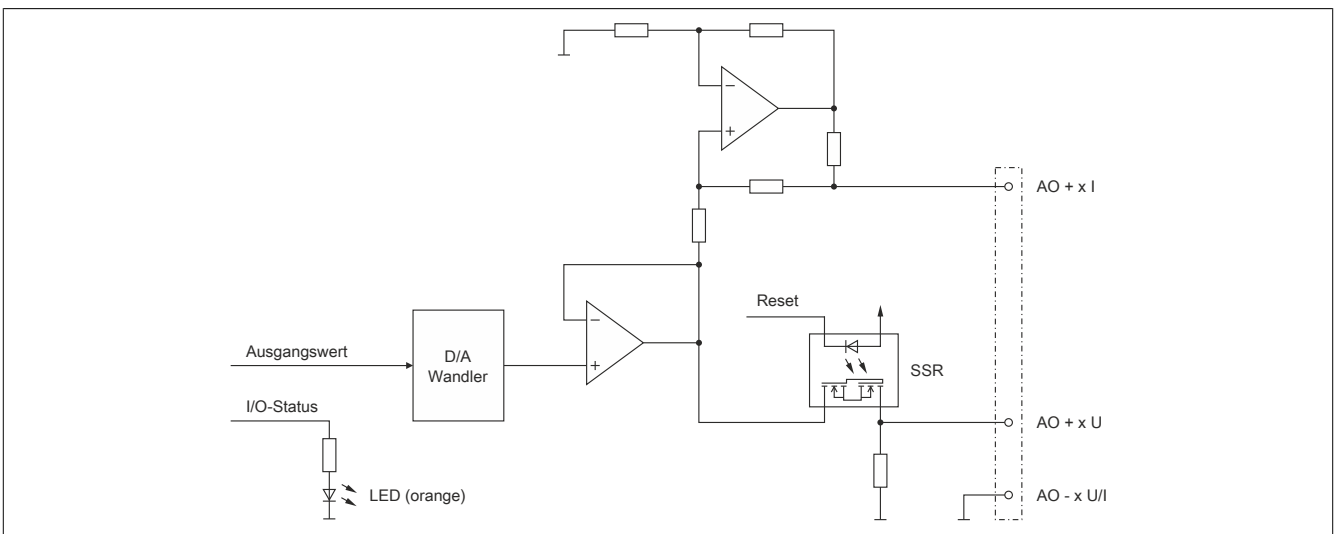 AO + x I
Reset
Ausgangswert
D/A
Wandler
SSR
I/O-Status
AO + x U
LED (orange)
AO - x U/I